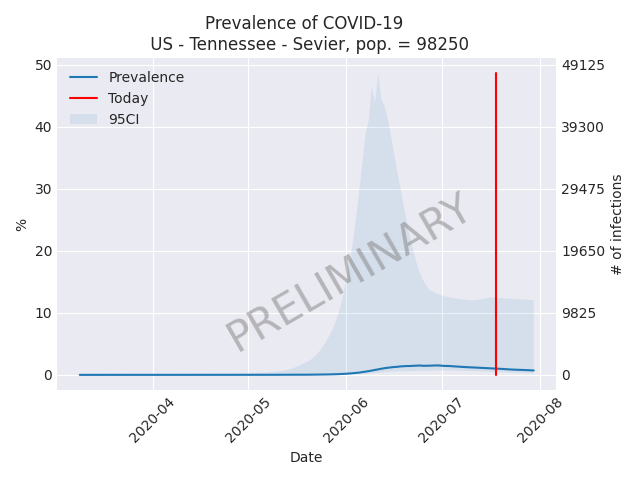 Prevalence of COVID-19
US - Tennessee - Sevier, pop. = 98250
50
40
30
20
10
0
%
49125
39300
29475
19650
9825
0
# of infections
Prevalence
Today
95CI
PRELIMINARY
2020-04
2020-05
2020-06
2020-07
2020-08
Date